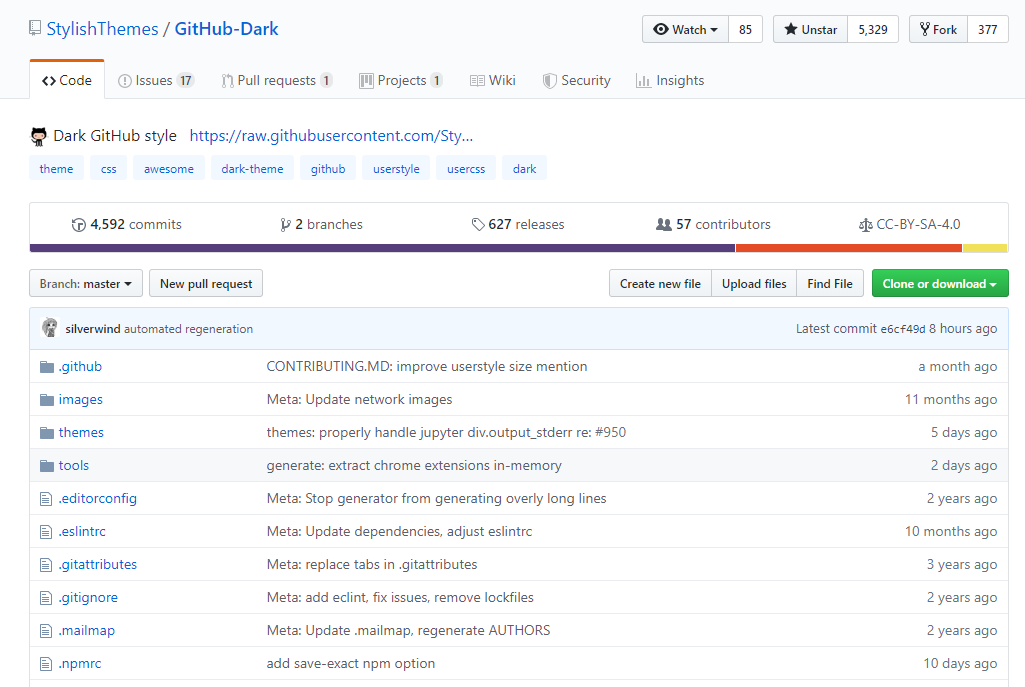 StylishThemes / GitHub-Dark
Watch 85 Unstar 5,329 Fork 377
Code Issues 17 Pull requests 1 Projects 1 Wiki Security Insights
Dark GitHub style https://raw.githubusercontent.com/Sty...
theme css awesome dark-theme github userstyle usercss dark
4,592 commits 2 branches 627 releases 57 contributors CC-BY-SA-4.0
Branch: master New pull request Create new file Upload files Find File Clone or download
silverwind automated regeneration Latest commit e6cf49d 8 hours ago
.github CONTRIBUTING.MD: improve userstyle size mention a month ago
images Meta: Update network images 11 months ago
themes themes: properly handle jupyter div.output_stderr re: #950 5 days ago
tools generate: extract chrome extensions in-memory 2 days ago
.editorconfig Meta: Stop generator from generating overly long lines 2 years ago
.eslintrc Meta: Update dependencies, adjust eslintrc 10 months ago
.gitattributes Meta: replace tabs in .gitattributes 3 years ago
.gitignore Meta: add eclint, fix issues, remove lockfiles 2 years ago
.mailmap Meta: Update .mailmap, regenerate AUTHORS 2 years ago
.npmrc add save-exact npm option 10 days ago